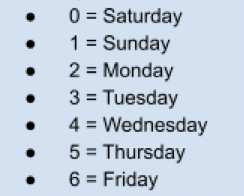 ● 0 = Saturday
● 1 = Sunday
● 2 = Monday
● 3 = Tuesday
● 4 = Wednesday
● 5 = Thursday
● 6 = Friday